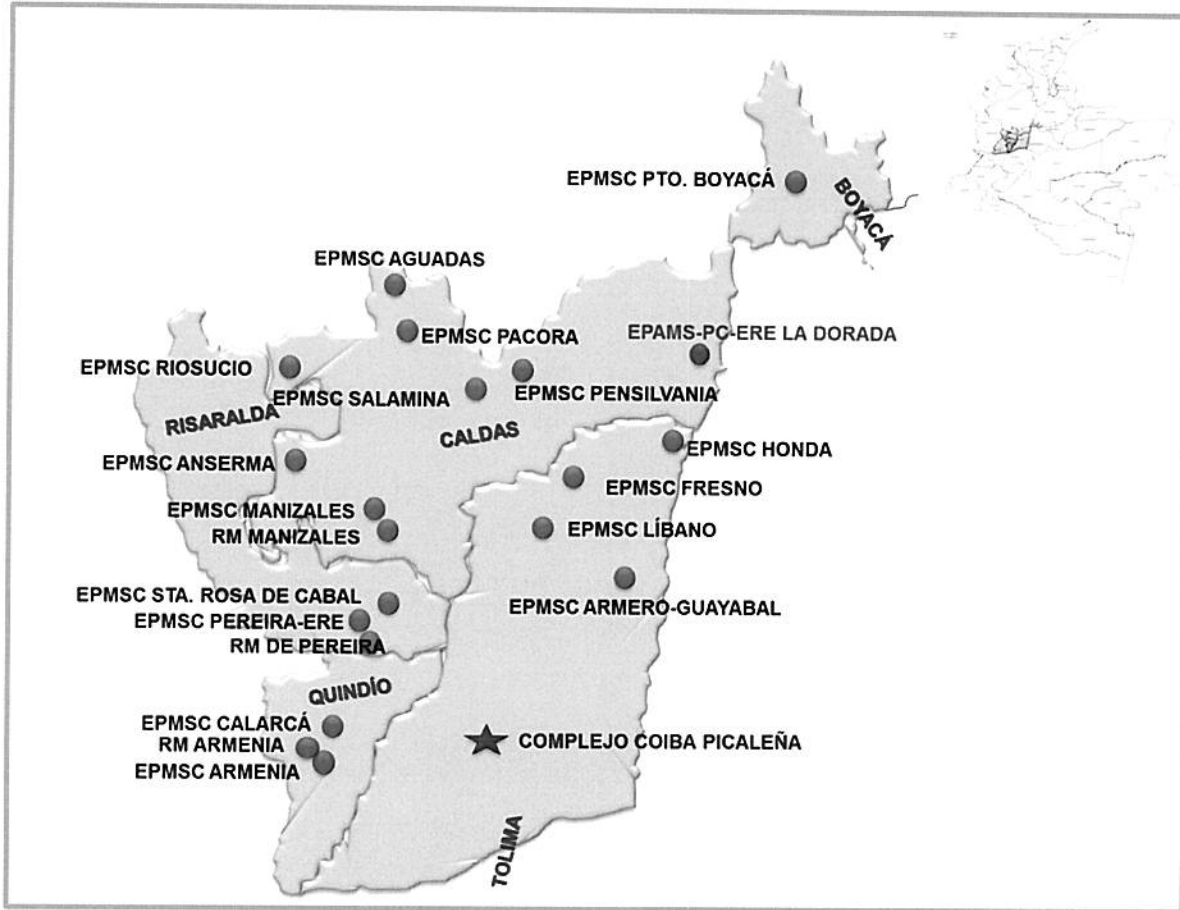 EPMSC PTO. BOYACÁ
BOYACÁ
EPMSC AGUADAS
EPMSC PACORA
EPAMS-PC-ERE LA DORADA
EPMSC RIOSUCIO
EPMSC SALAMINA
EPMSC PENSILVANIA
RISARALDA
CALDAS
EPMSC HONDA
EPMSC ANSERMA
EPMSC FRESNO
EPMSC MANIZALES
RM MANIZALES
EPMSC LÍBANO
EPMSC STA. ROSA DE CABAL
EPMSC ARMERO-GUAYABAL
EPMSC PEREIRA-ERE
RM DE PEREIRA
QUINDÍO
EPMSC CALARCÁ
RM ARMENIA
COMPLEJO COIBA PICALEÑA
EPMSC ARMENIA
TOLIMA